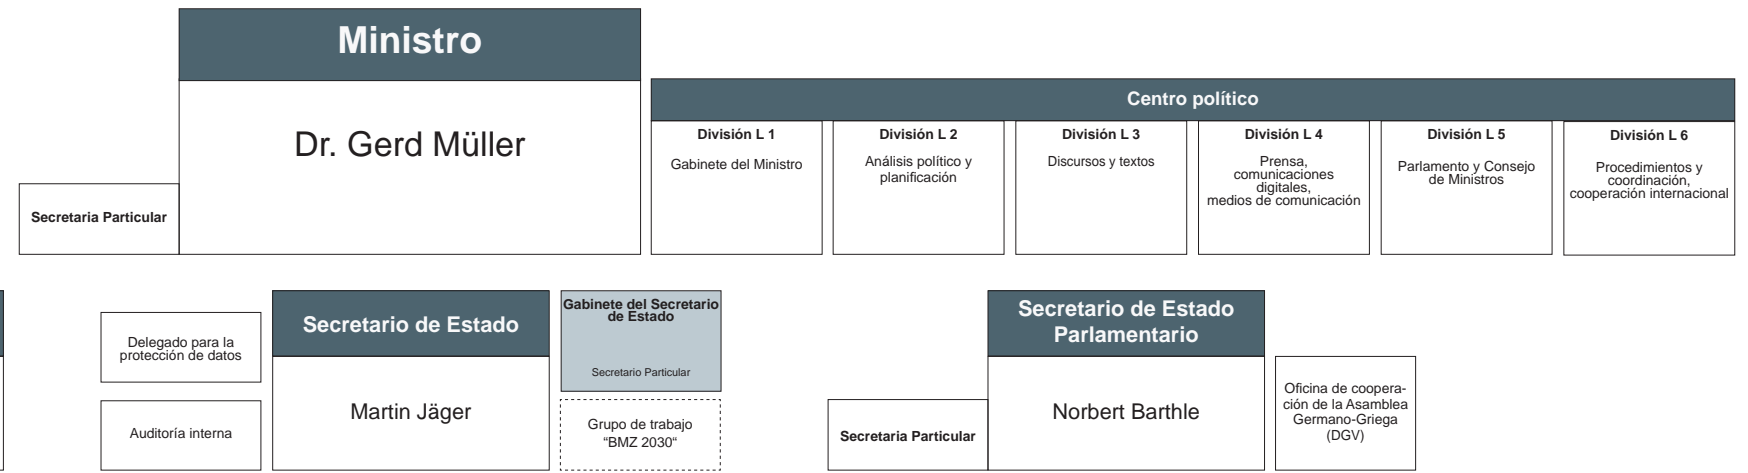 Ministro
Dr. Gerd Müller
Secretaria Particular
Centro político
División L 1
Gabinete del Ministro
División L 2
Análisis político y
planificación
División L 3
Discursos y textos
División L 4
Prensa,
comunicaciones
digitales,
medios de comunicación
División L 5
Parlamento y Consejo
de Ministros
División L 6
Procedimientos y
coordinación,
cooperación internacional
Delegado para la
protección de datos
Auditoría interna
Secretario de Estado
Martin Jäger
Gabinete del Secretario
de Estado
Secretario Particular
Grupo de trabajo
"BMZ 2030“
Secretaria Particular
Secretario de Estado
Parlamentario
Norbert Barthle
Oficina de coopera-
ción de la Asamblea
Germano-Griega
(DGV)